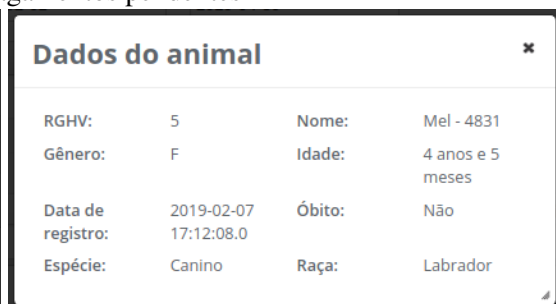 Dados do animal ×
RGHV: 5 Nome: Mel - 4831
Gênero: F Idade: 4 anos e 5
meses
Data de 2019-02-07 Óbito: Não
registro: 17:12:08.0
Espécie: Canino Raça: Labrador